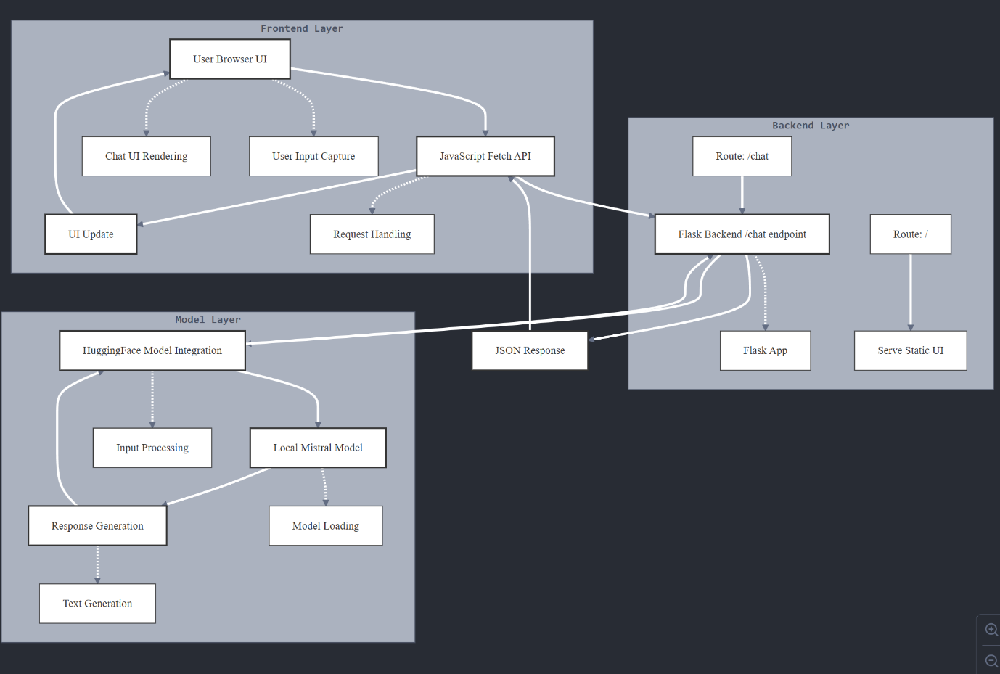 Frontend Layer
User Browser UI
Chat UI Rendering
User Input Capture
JavaScript Fetch API
UI Update
Request Handling
Backend Layer
Route: /chat
Flask Backend /chat endpoint
Route: /
Flask App
Serve Static UI
JSON Response
Model Layer
HuggingFace Model Integration
Input Processing
Local Mistral Model
Response Generation
Model Loading
Text Generation